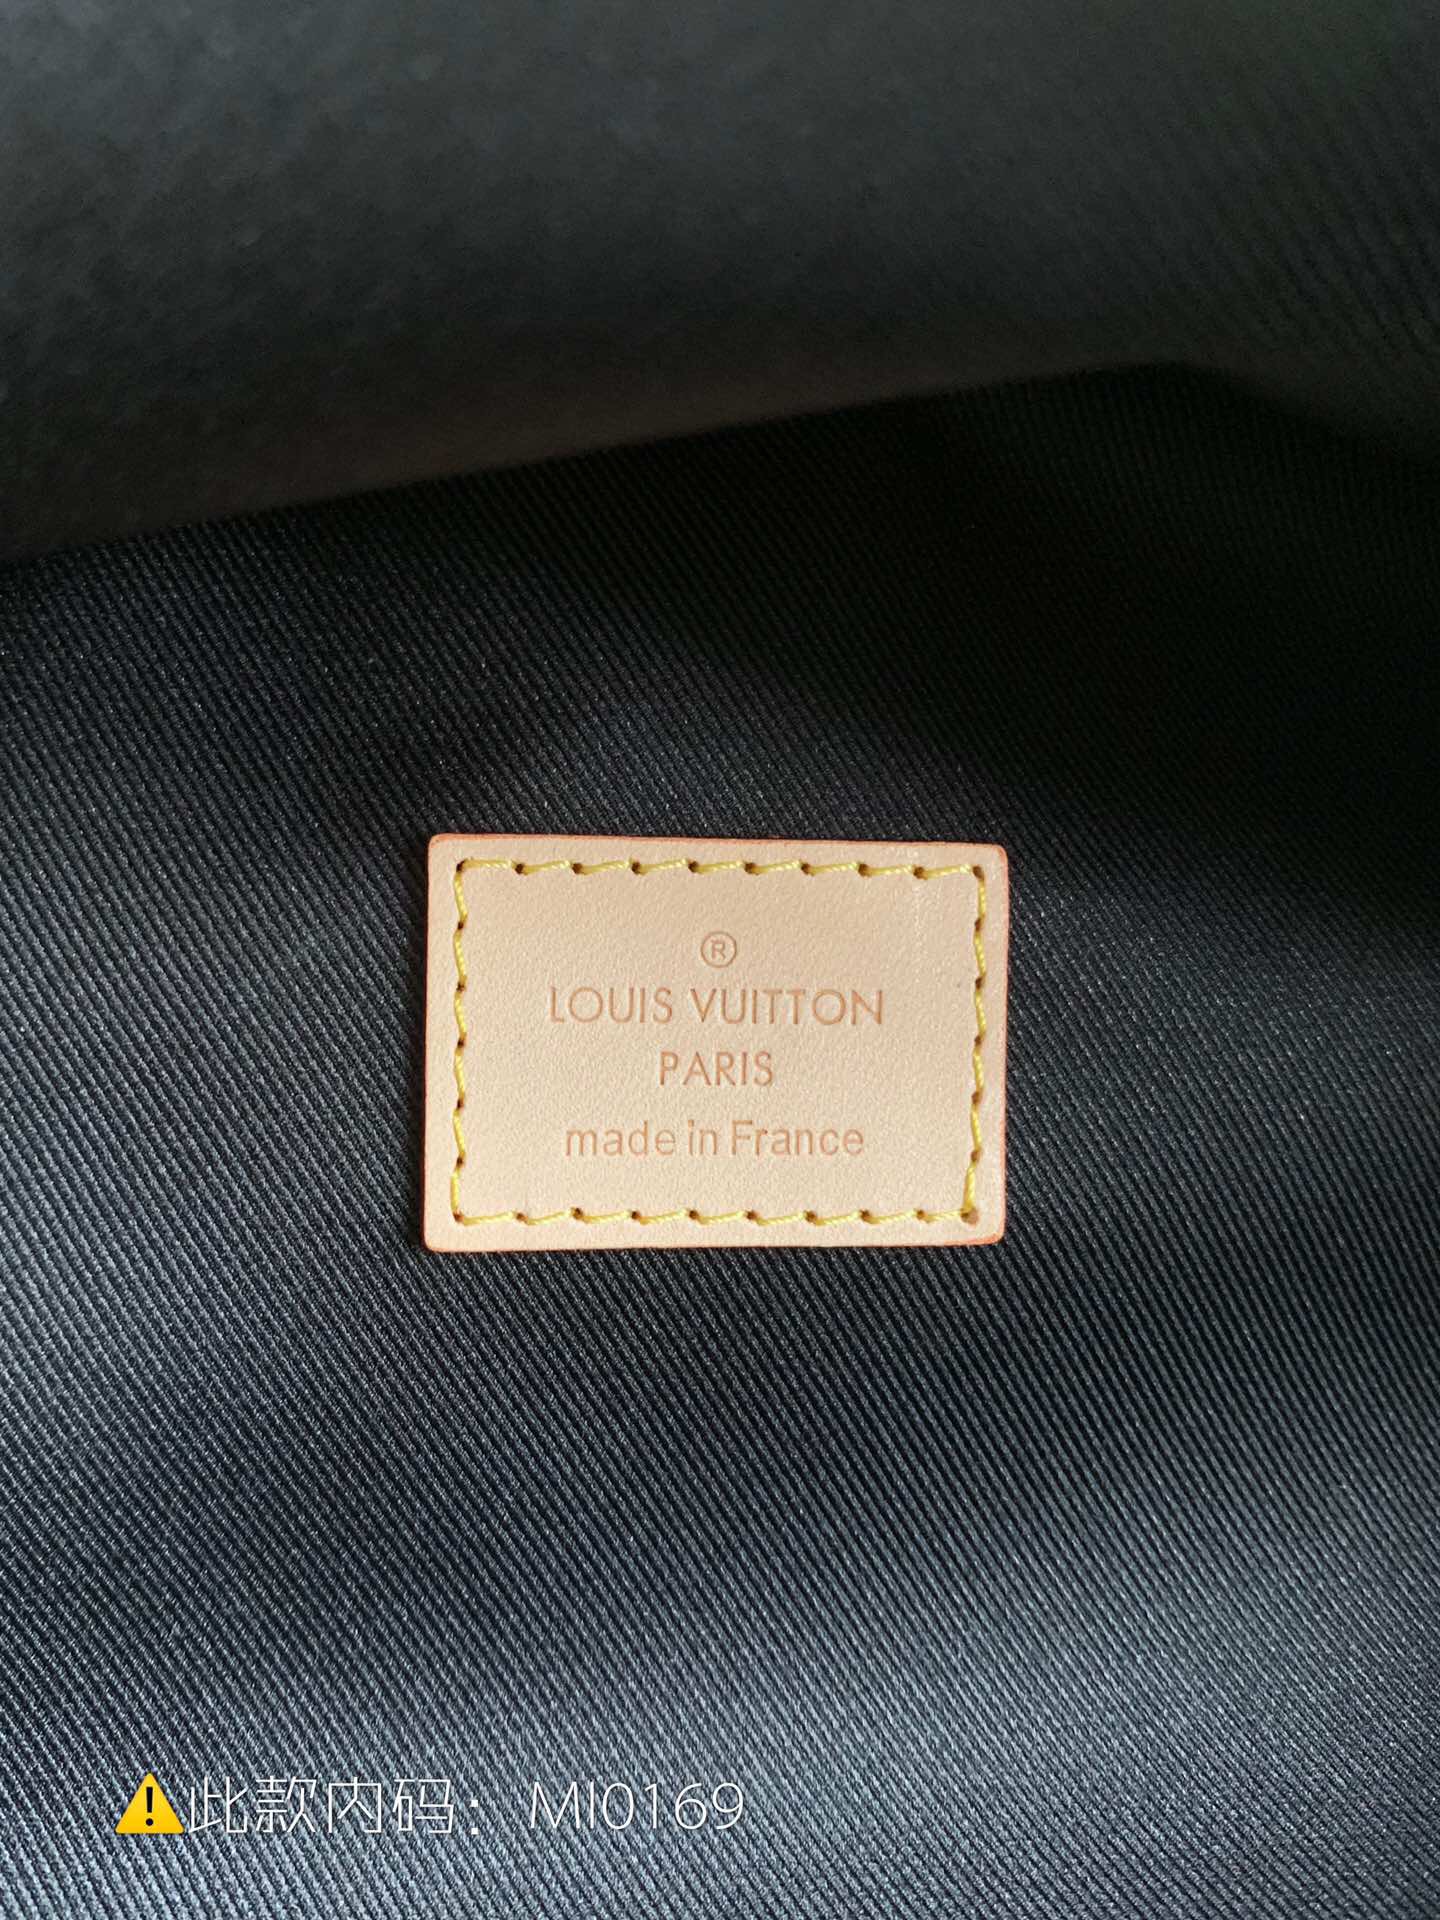 ®
LOUIS VUITTON
PARIS
made in France
⚠此款内码：MI0169